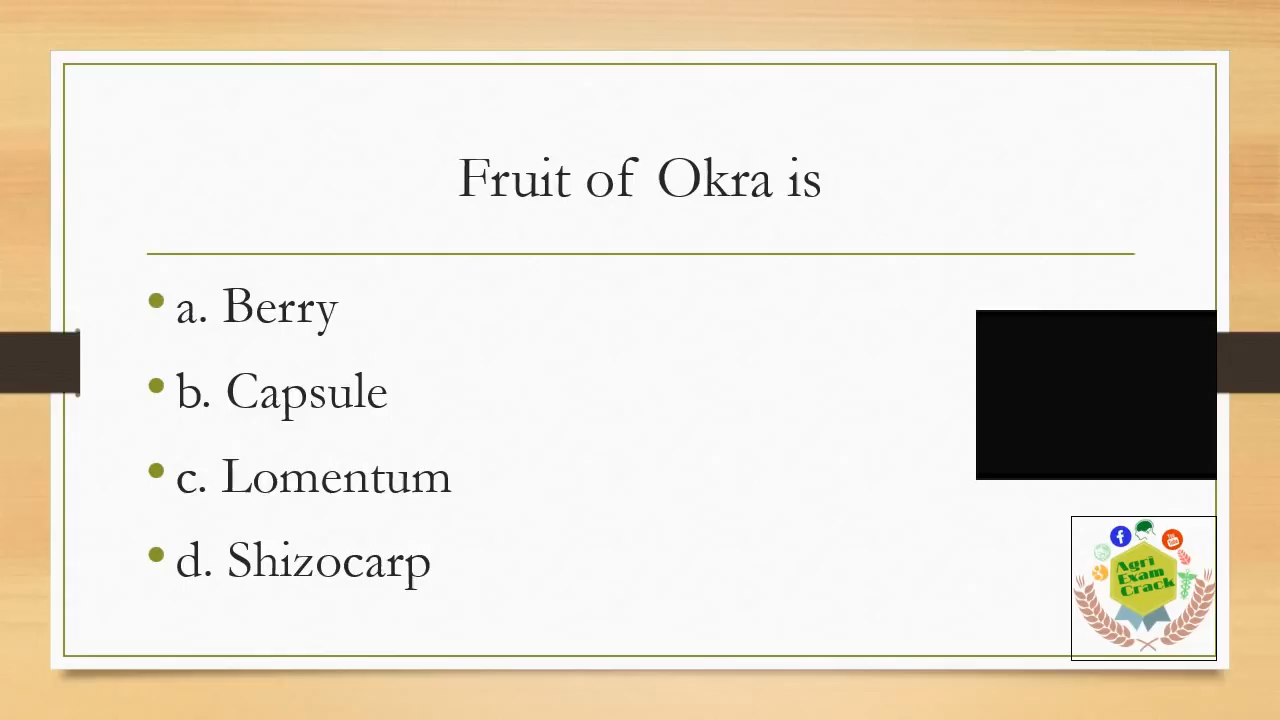 Fruit of Okra is
a. Berry
b. Capsule
c. Lomentum
d. Shizocarp
Agri
Exam
Crack